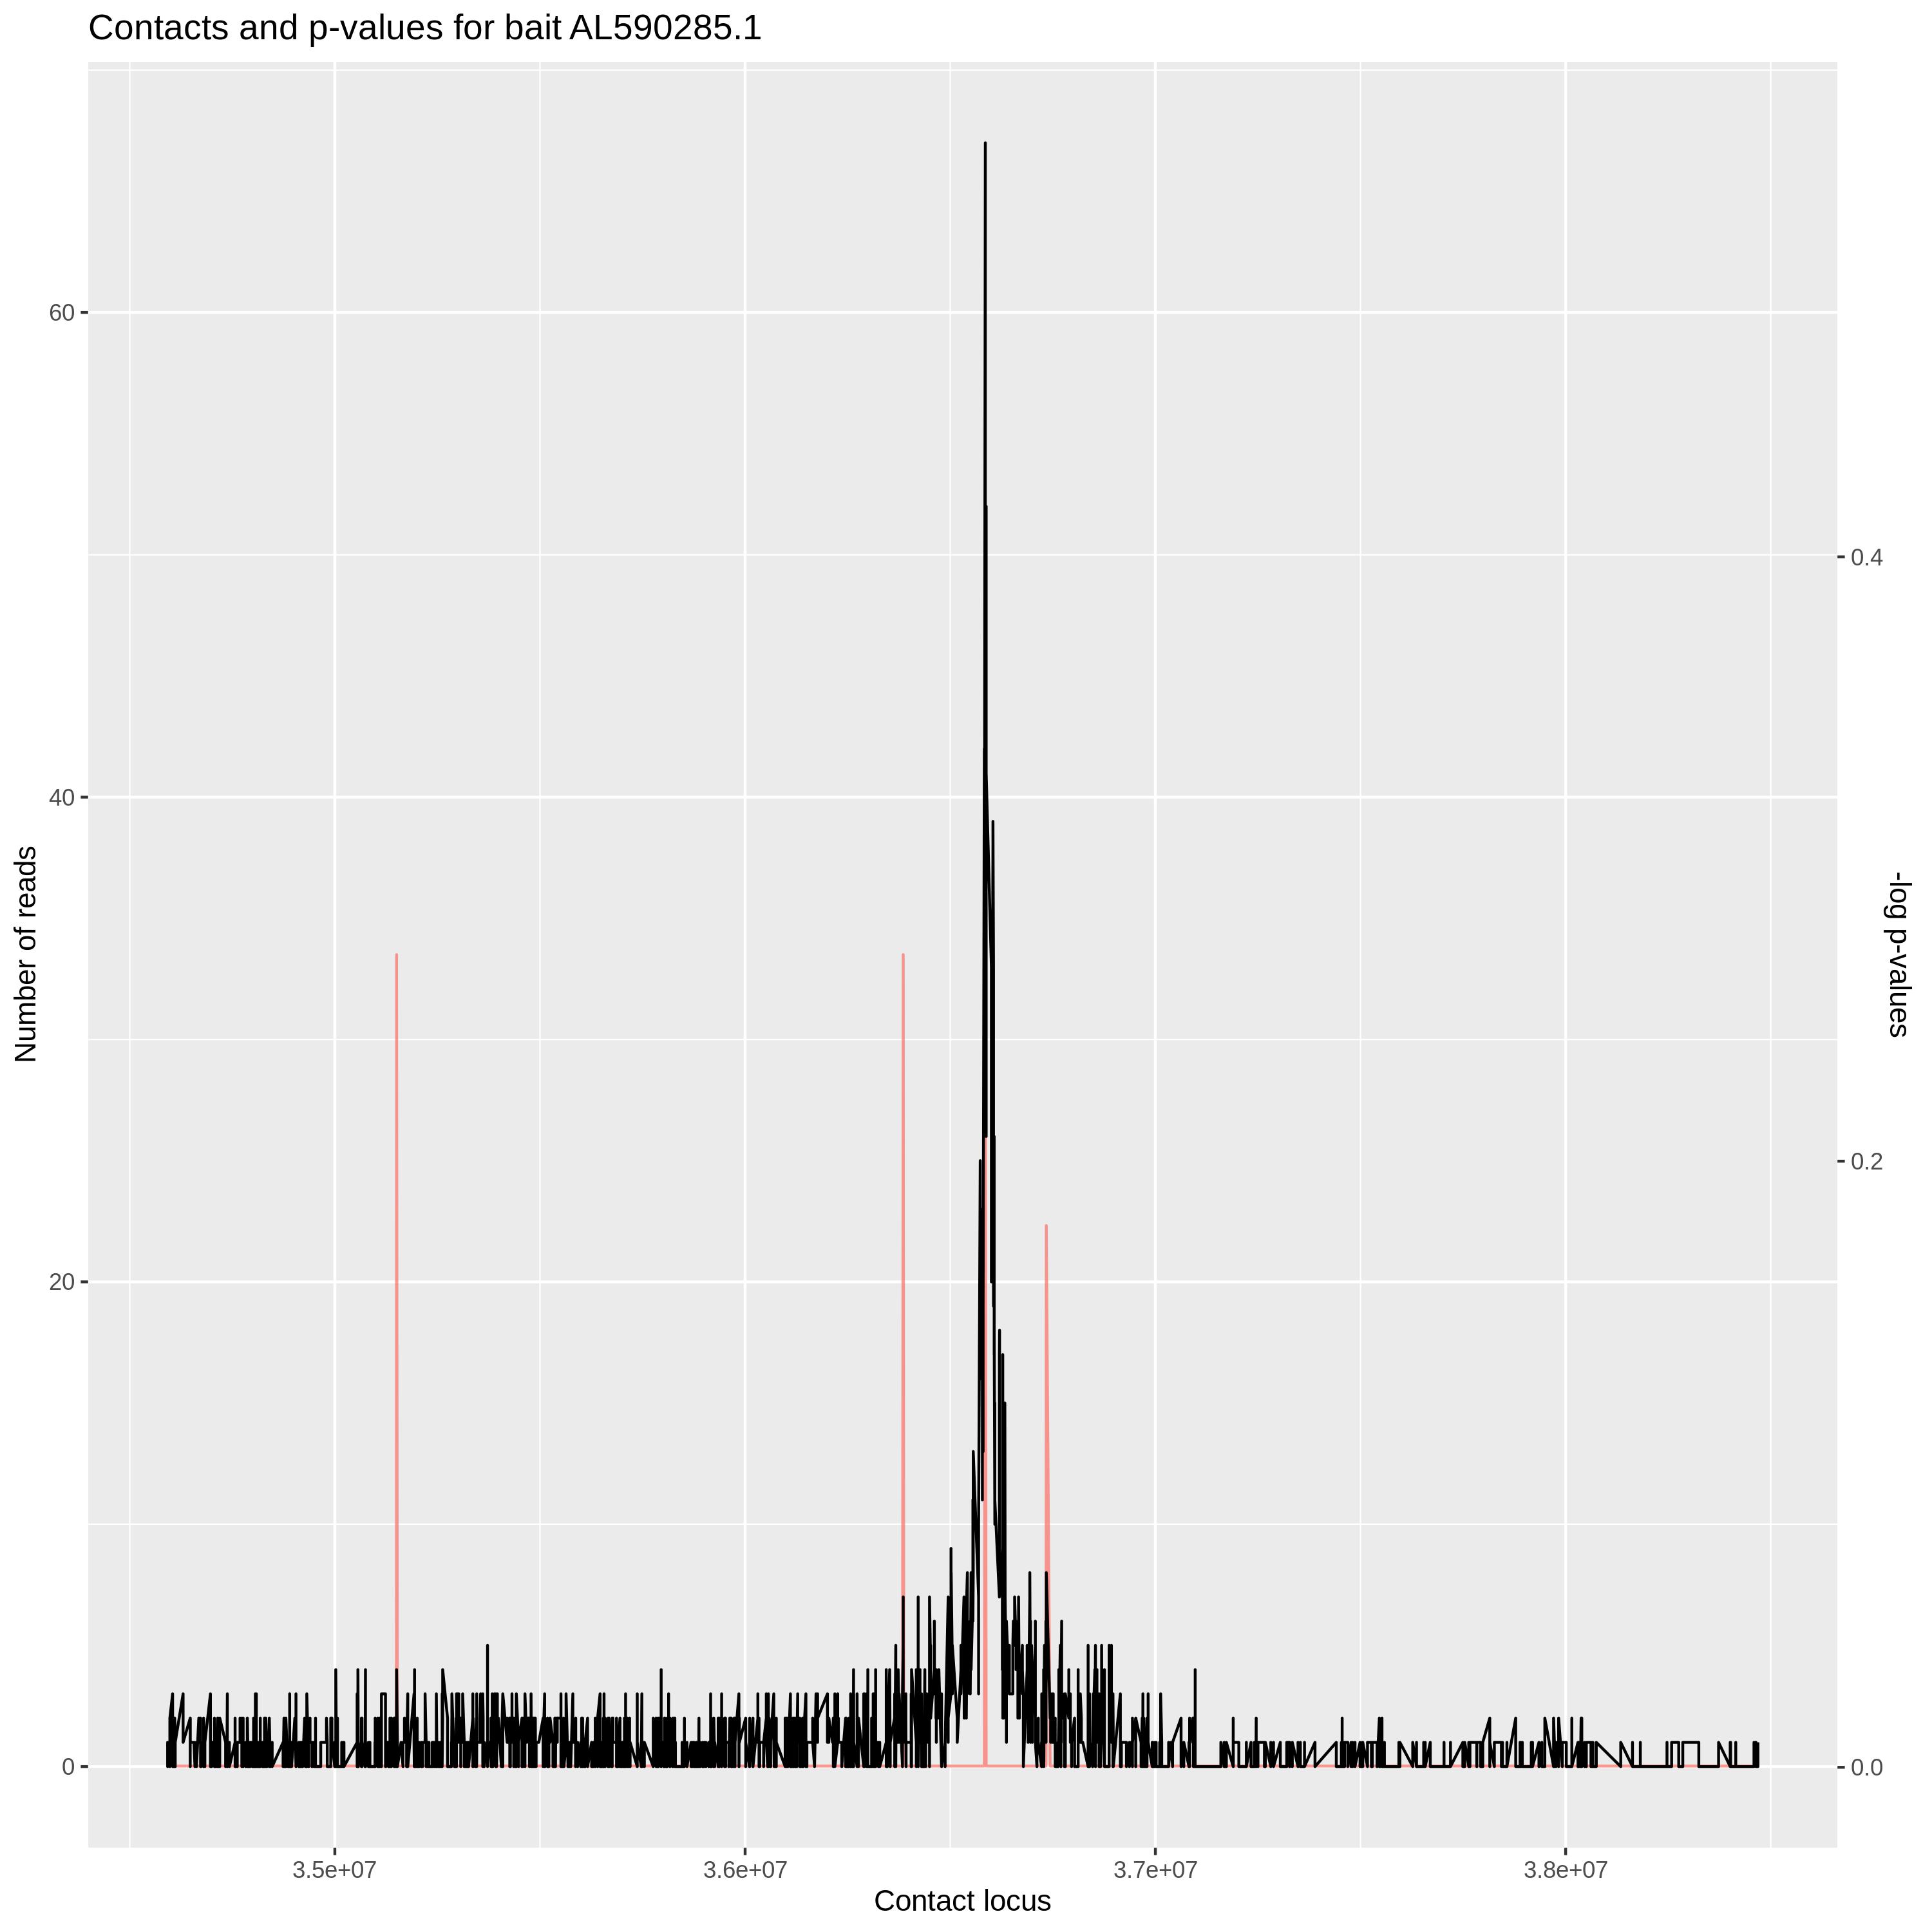 Contacts and p-values for bait AL590285.1
60
40
20
0
Number of reads
0.4
0.2
0.0
-log p-values
3.5e+07
3.6e+07
3.7e+07
3.8e+07
Contact locus